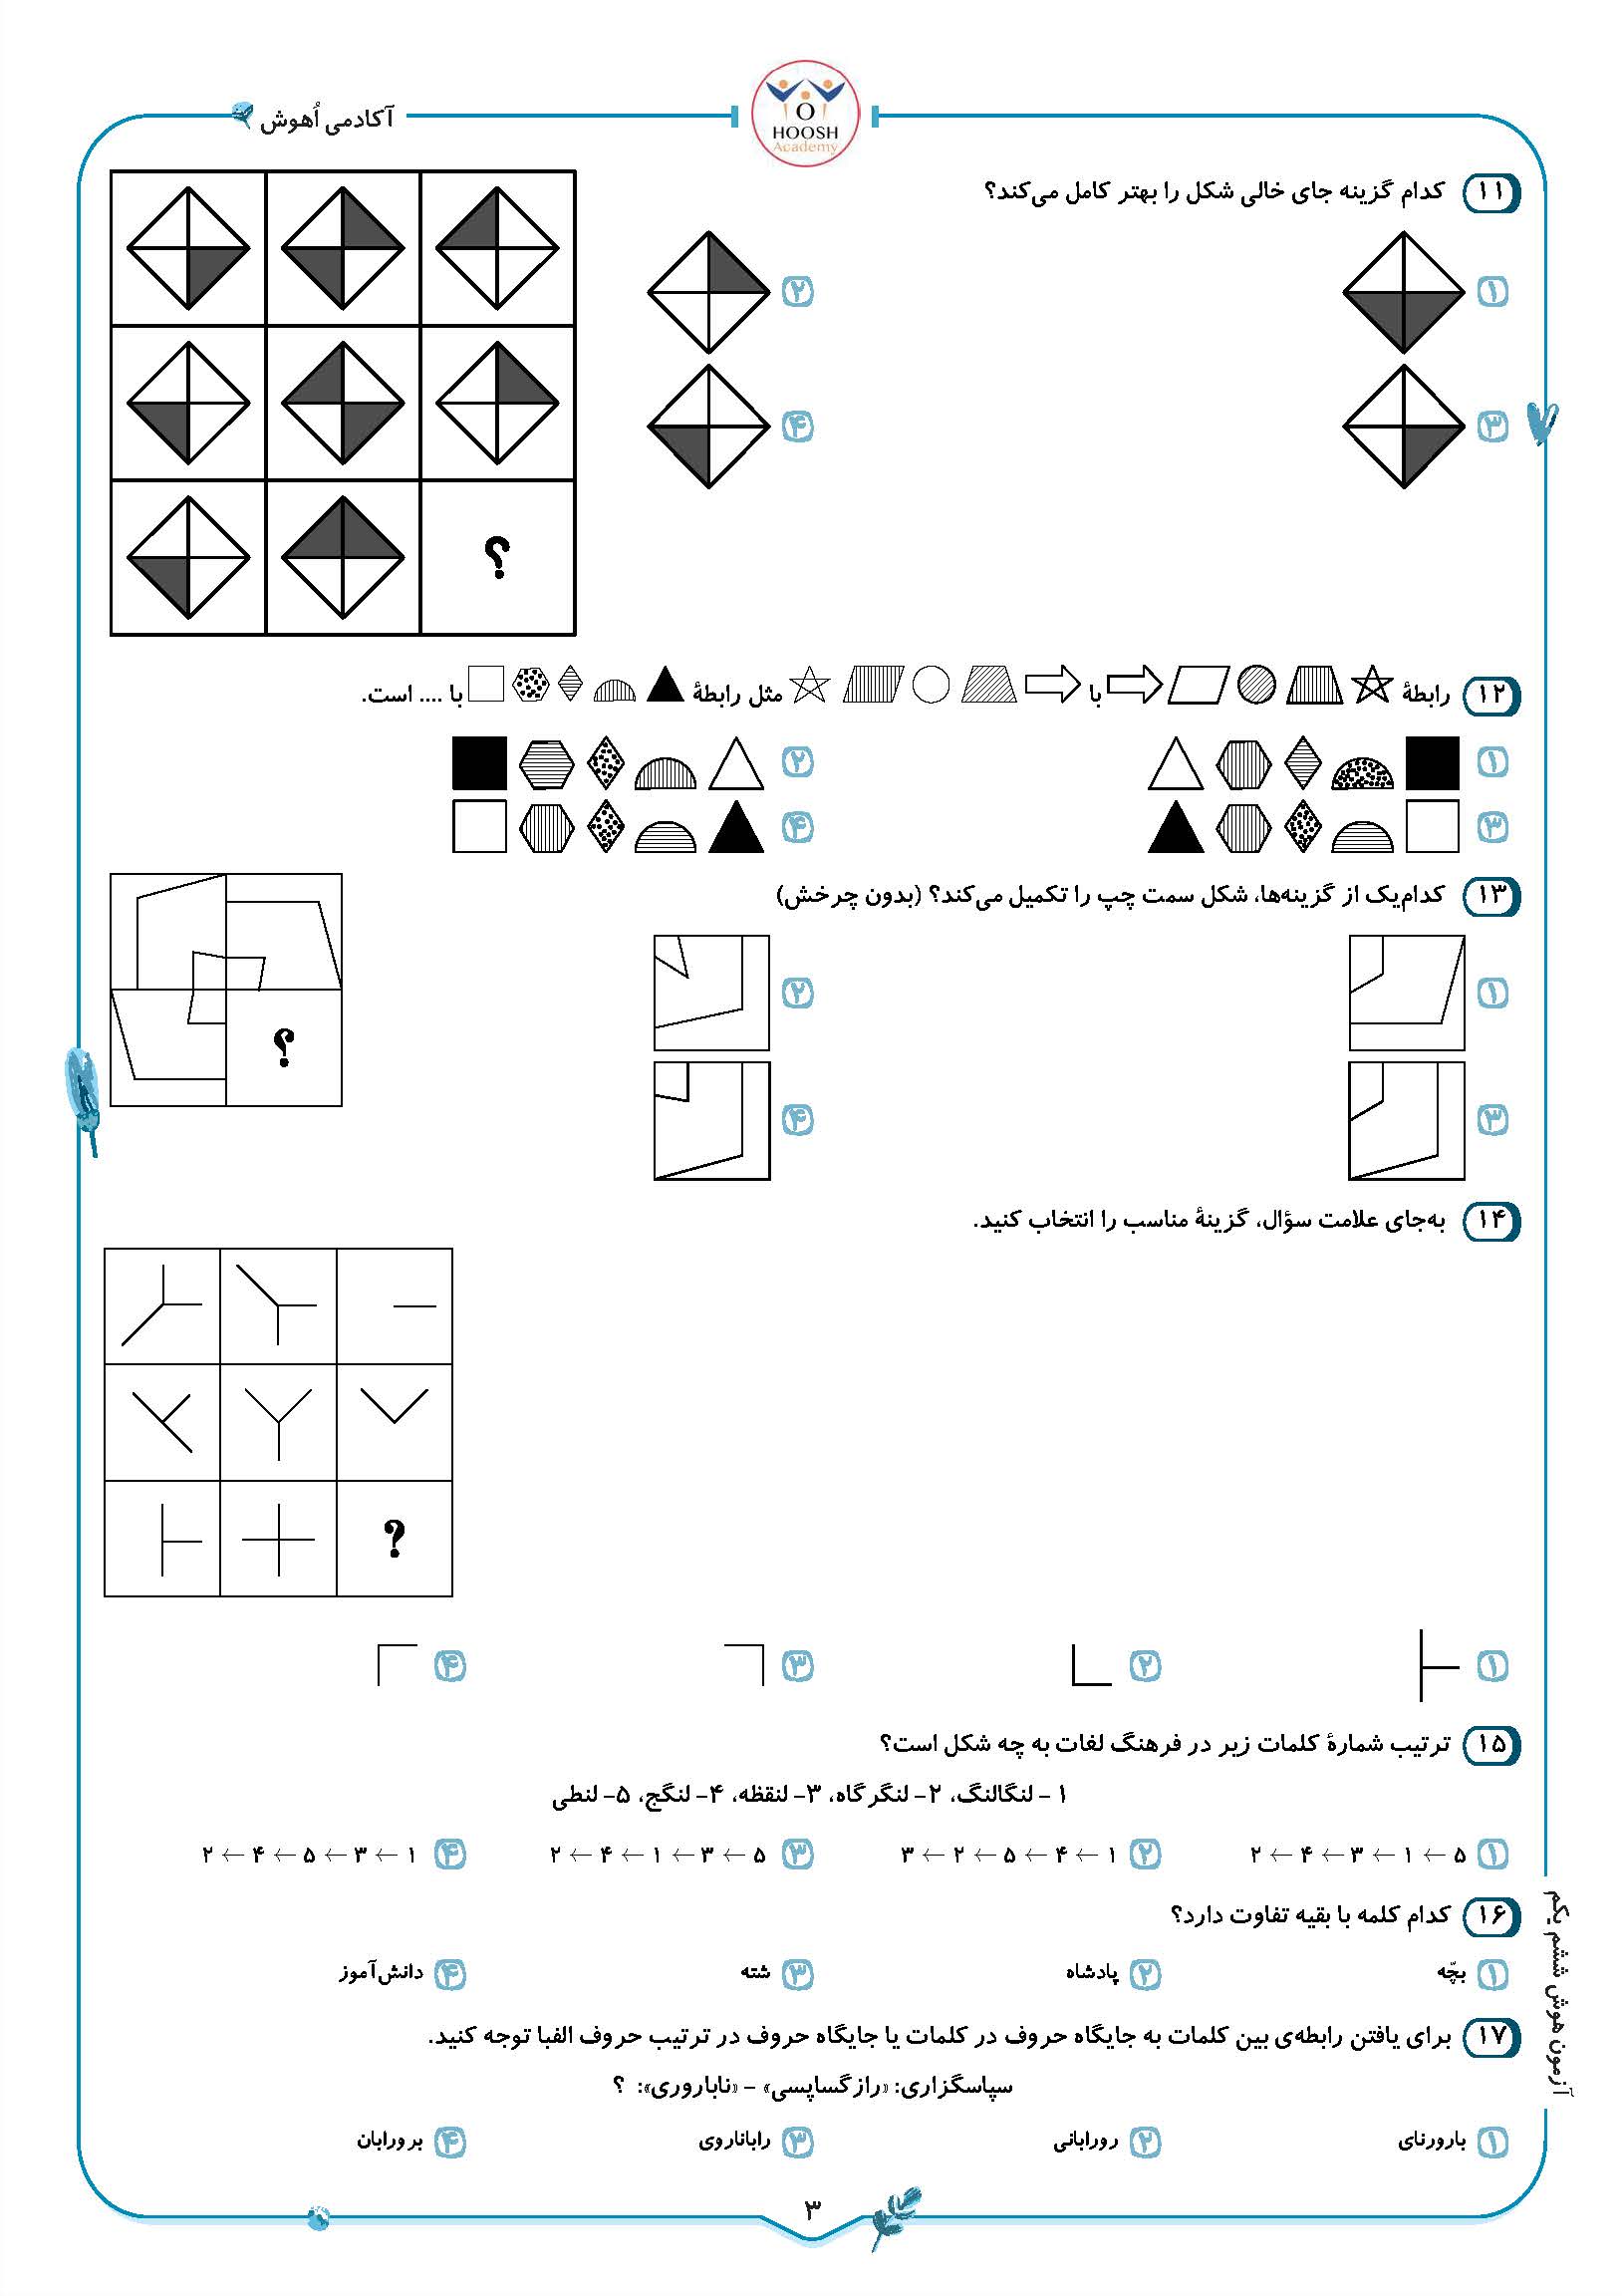 آکادمی اُهوش
O
HOOSH
Academy
۱۱ کدام گزینه جای خالی شکل را بهتر کامل می‌کند؟
۱ ۲
۳ ۴
؟
۱۲ رابطهٔ با مثل رابطهٔ با .... است.
۱ ۲
۳ ۴
۱۳ کدام‌یک از گزینه‌ها، شکل سمت چپ را تکمیل می‌کند؟ (بدون چرخش)
۱ ۲
؟
۳ ۴
۱۴ به‌جای علامت سؤال، گزینهٔ مناسب را انتخاب کنید.
?
۱ ۲ ۳ ۴
۱۵ ترتیب شمارهٔ کلمات زیر در فرهنگ لغات به چه شکل است؟
۱ - لنگالنگ، ۲- لنگرگاه، ۳- لنقظه، ۴- لنگج، ۵- لنطی
۱ ۵ ← ۱ ← ۳ ← ۴ ← ۲ ۲ ۱ ← ۴ ← ۵ ← ۲ ← ۳ ۳ ۵ ← ۳ ← ۱ ← ۴ ← ۲ ۴ ۱ ← ۳ ← ۵ ← ۴ ← ۲
۱۶ کدام کلمه با بقیه تفاوت دارد؟
۱ بچّه ۲ پادشاه ۳ شته ۴ دانش‌آموز
۱۷ برای یافتن رابطه‌ی بین کلمات به جایگاه حروف در کلمات یا جایگاه حروف در ترتیب حروف الفبا توجه کنید.
سپاسگزاری: «رازگساپسی» - «ناباروری»: ؟
۱ بارورنای ۲ رورابانی ۳ راباناروی ۴ برورابان
آزمون هوش ششم یکم
۳